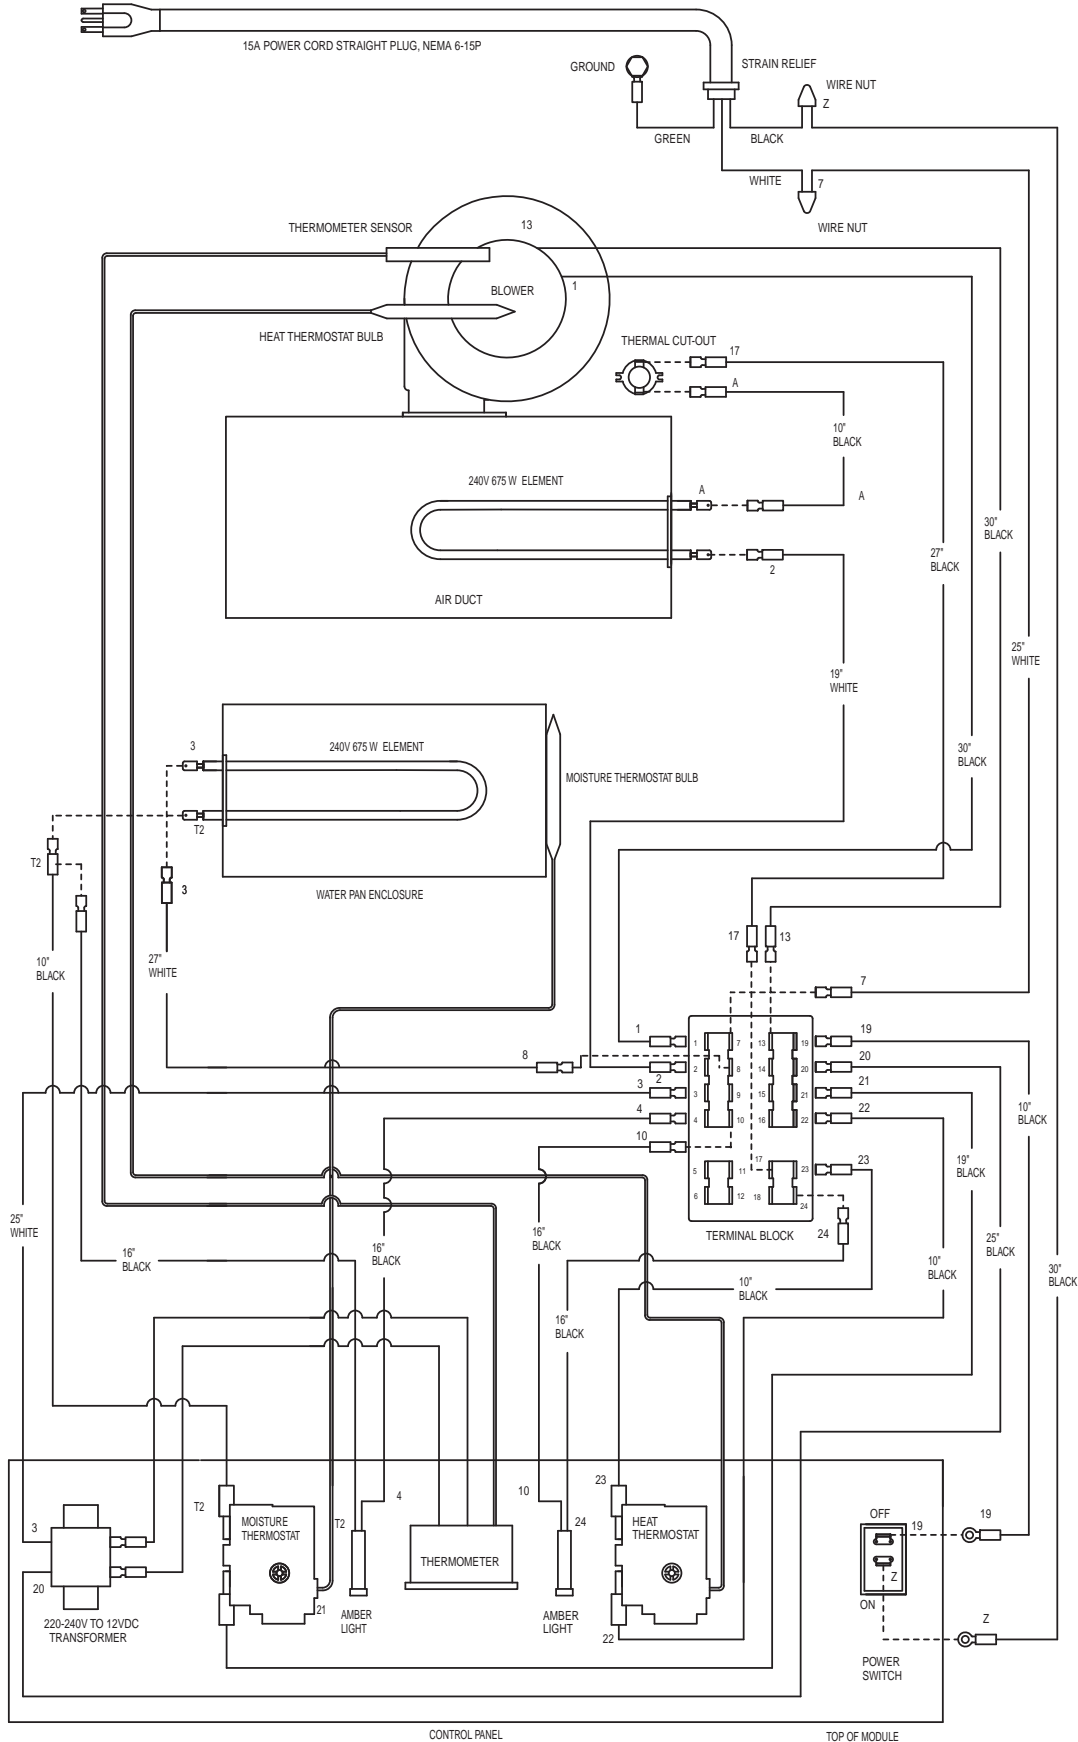 15A POWER CORD STRAIGHT PLUG, NEMA 6-15P
GROUND
STRAIN RELIEF
WIRE NUT
Z
GREEN
BLACK
WHITE
7
WIRE NUT
THERMOMETER SENSOR
13
BLOWER
1
HEAT THERMOSTAT BULB
THERMAL CUT-OUT
17
A
10"
BLACK
240V 675 W ELEMENT
A
A
2
AIR DUCT
30"
BLACK
27"
BLACK
25"
WHITE
19"
WHITE
30"
BLACK
3
240V 675 W ELEMENT
MOISTURE THERMOSTAT BULB
T2
T2
3
WATER PAN ENCLOSURE
10"
BLACK
27"
WHITE
17
13
7
1
19
8
20
3
2
21
4
22
10
23
24
1
7
13
19
2
8
14
20
3
9
15
21
4
10
16
22
5
11
17
23
6
12
18
24
TERMINAL BLOCK
10"
BLACK
19"
BLACK
25"
WHITE
16"
BLACK
16"
BLACK
16"
BLACK
25"
BLACK
10"
BLACK
10"
BLACK
30"
BLACK
16"
BLACK
3
20
220-240V TO 12VDC
TRANSFORMER
T2
MOISTURE
THERMOSTAT
21
T2
4
AMBER
LIGHT
THERMOMETER
10
24
AMBER
LIGHT
23
HEAT
THERMOSTAT
22
OFF
19
19
Z
ON
Z
POWER
SWITCH
CONTROL PANEL
TOP OF MODULE